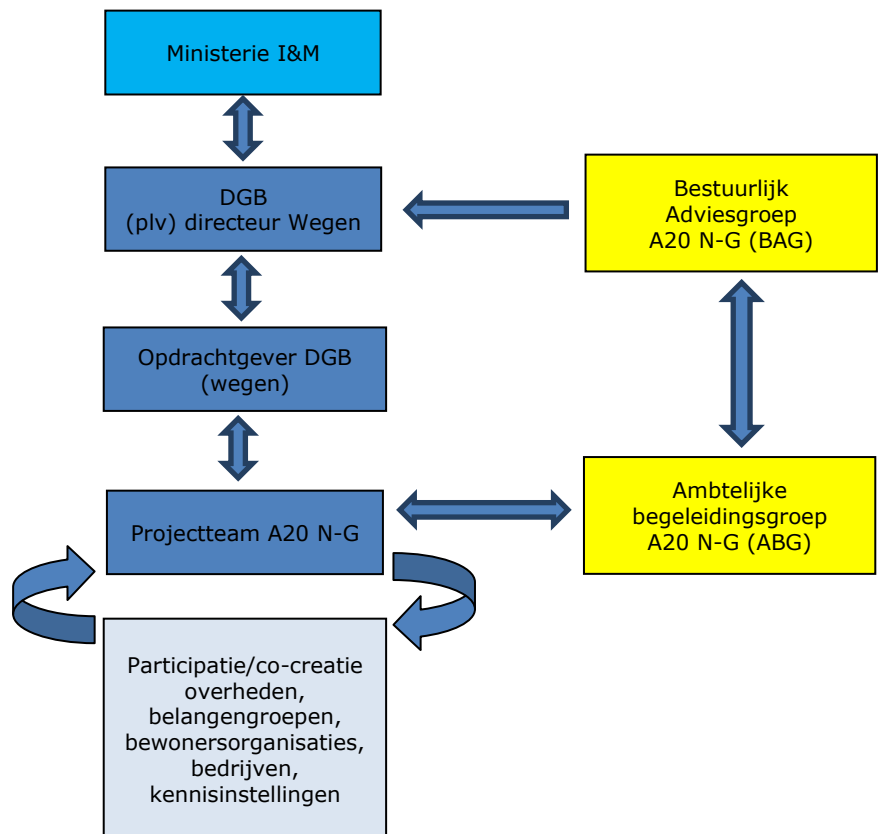 Ministerie I&M
DGB
(plv) directeur Wegen
Bestuurlijk
Adviesgroep
A20 N-G (BAG)
Opdrachtgever DGB
(wegen)
Projectteam A20 N-G
Ambtelijke
begeleidingsgroep
A20 N-G (ABG)
Participatie/co-creatie
overheden,
belangengroepen,
bewonersorganisaties,
bedrijven,
kennisinstellingen